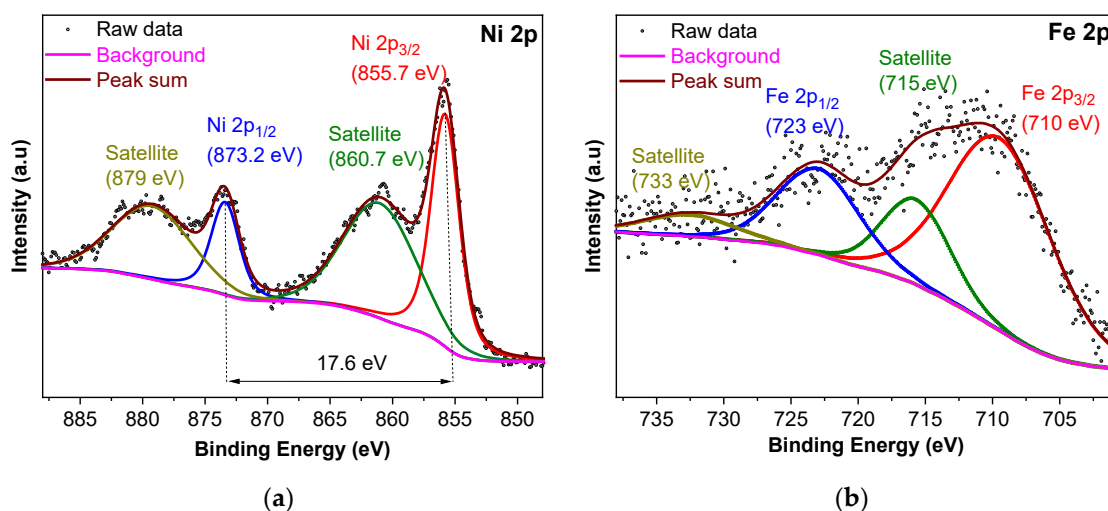 Raw data
Background
Peak sum
Ni 2p
Ni 2p3/2
(855.7 eV)
Ni 2p1/2
(873.2 eV)
Satellite
(860.7 eV)
Satellite
(879 eV)
17.6 eV
Intensity (a.u)
885 880 875 870 865 860 855 850
Binding Energy (eV)
(a)
Raw data
Background
Peak sum
Fe 2p
Satellite
(715 eV)
Fe 2p1/2
(723 eV)
Fe 2p3/2
(710 eV)
Satellite
(733 eV)
Intensity (a.u)
735 730 725 720 715 710 705
Binding Energy (eV)
(b)